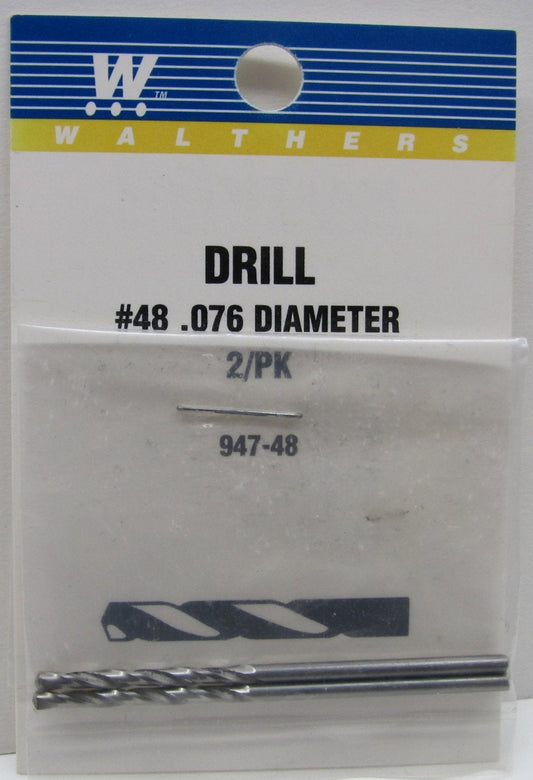 W TM
WALTHERS
DRILL
#48 .076 DIAMETER
2/PK
947-48